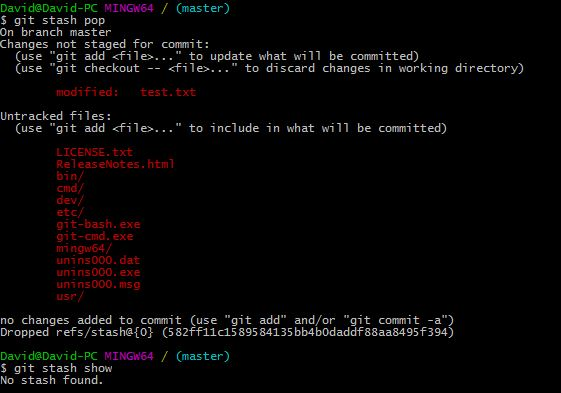 David@David-PC MINGW64 / (master)
$ git stash pop
On branch master
Changes not staged for commit:
  (use "git add <file>..." to update what will be committed)
  (use "git checkout -- <file>..." to discard changes in working directory)
        modified:   test.txt
Untracked files:
  (use "git add <file>..." to include in what will be committed)
        LICENSE.txt
        ReleaseNotes.html
        bin/
        cmd/
        dev/
        etc/
        git-bash.exe
        git-cmd.exe
        mingw64/
        unins000.dat
        unins000.exe
        unins000.msg
        usr/
no changes added to commit (use "git add" and/or "git commit -a")
Dropped refs/stash@{0} (582ff11c1589584135bb4b0daddf88aa8495f394)
David@David-PC MINGW64 / (master)
$ git stash show
No stash found.